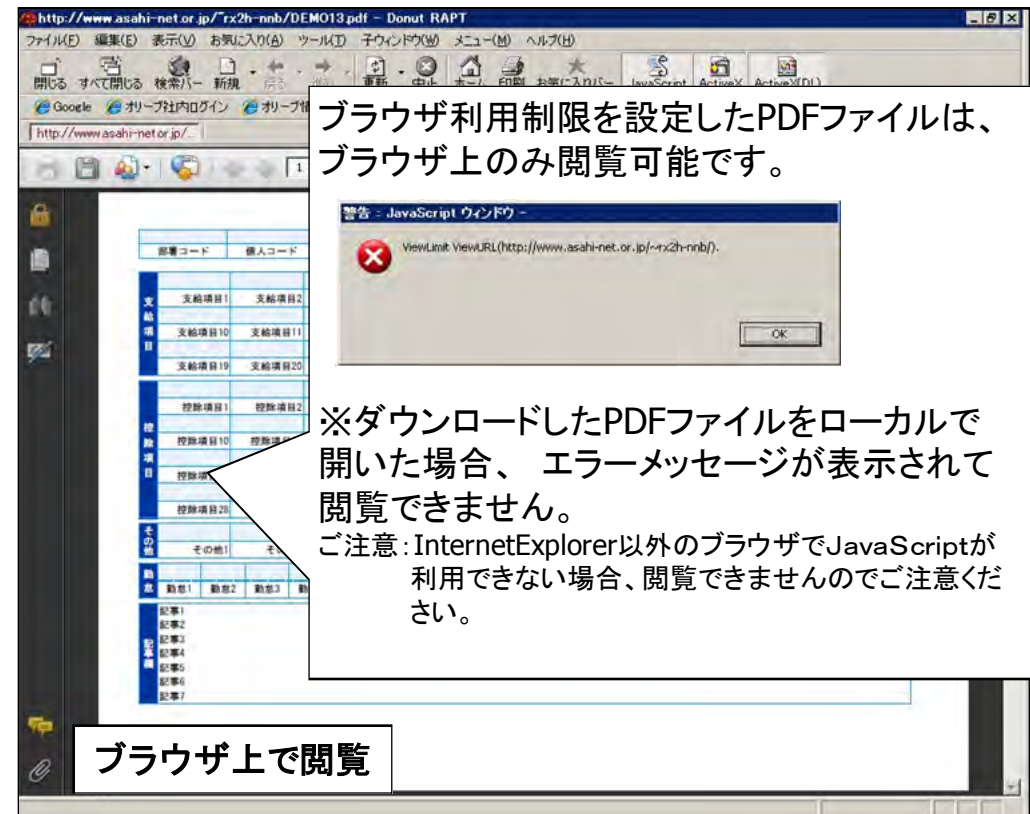 http://www.asahi-net.or.jp/~rx2h-nnb/DEMO13.pdf - Donut RAPT
ファイル(F) 編集(E) 表示(V) お気に入り(A) ツール(T) 子ウィンドウ(W) メニュー(M) ヘルプ(H)
閉じる すべて閉じる 検索バー 新規 戻る 更新 中止 ホーム 印刷 お気に入りバー JavaScript ActiveX ActiveX(DL)
Google オリーブ社内ログイン オリーブ情
http://www.asahi-net.or.jp/...
1
ブラウザ利用制限を設定したPDFファイルは、
ブラウザ上のみ閲覧可能です。
警告 : JavaScript ウィンドウ -
ViewLimit ViewURL(http://www.asahi-net.or.jp/~rx2h-nnb/).
OK
※ダウンロードしたPDFファイルをローカルで
開いた場合、 エラーメッセージが表示されて
閲覧できません。
ご注意：InternetExplorer以外のブラウザでJavaScriptが
利用できない場合、閲覧できませんのでご注意くだ
さい。
部署コード 個人コード
支給項目
支給項目1 支給項目2
支給項目10 支給項目11
支給項目19 支給項目20
控除項目
控除項目1 控除項目2
控除項目10 控除項
控除項
控除項目28
その他
その他1 その
勤怠
勤怠1 勤怠2 勤怠3 勤
記事欄
記事1
記事2
記事3
記事4
記事5
記事6
記事7
ブラウザ上で閲覧